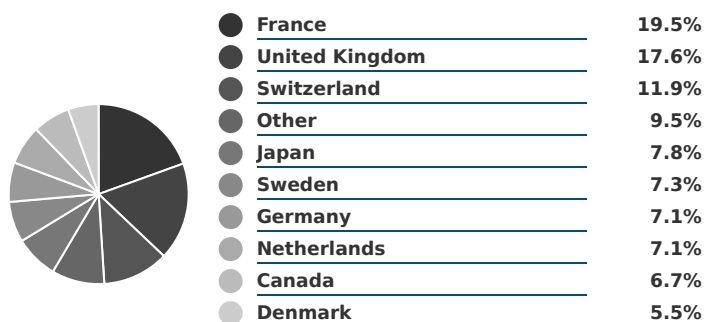 France 19.5%
United Kingdom 17.6%
Switzerland 11.9%
Other 9.5%
Japan 7.8%
Sweden 7.3%
Germany 7.1%
Netherlands 7.1%
Canada 6.7%
Denmark 5.5%